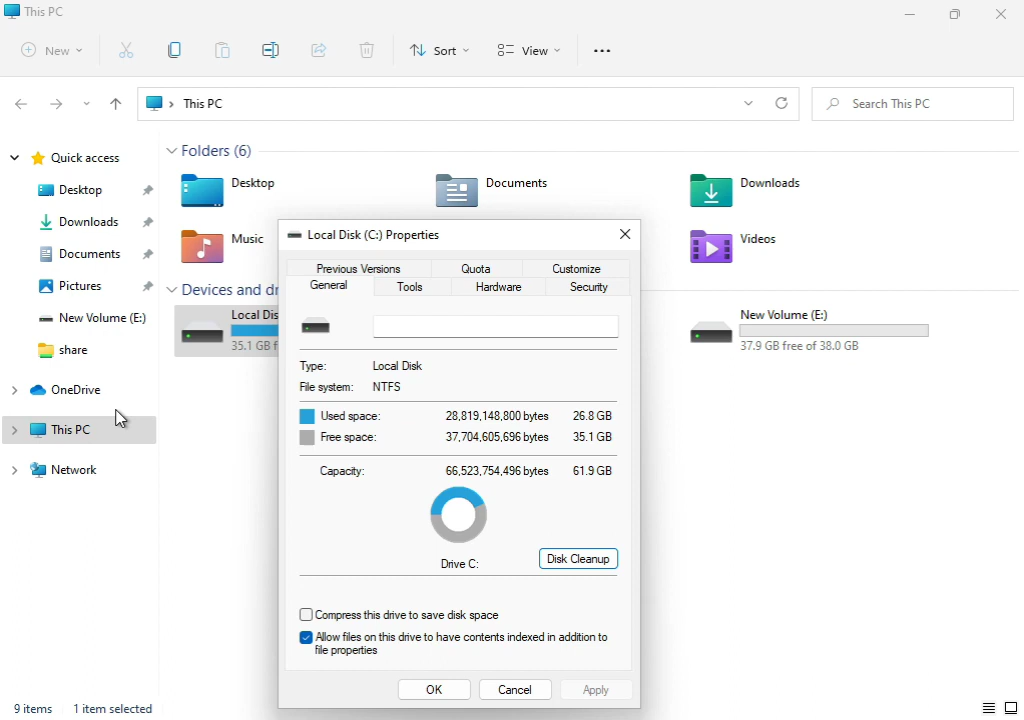 This PC
New
Sort
View
This PC
Search This PC
Quick access
Desktop
Downloads
Documents
Pictures
New Volume (E:)
share
OneDrive
This PC
Network
Folders (6)
Desktop
Documents
Downloads
Music
Videos
Devices and dr
Local Dis
35.1 GB f
New Volume (E:)
37.9 GB free of 38.0 GB
Local Disk (C:) Properties
Previous Versions Quota Customize
General Tools Hardware Security
Type: Local Disk
File system: NTFS
Used space: 28,819,148,800 bytes 26.8 GB
Free space: 37,704,605,696 bytes 35.1 GB
Capacity: 66,523,754,496 bytes 61.9 GB
Drive C: Disk Cleanup
Compress this drive to save disk space
Allow files on this drive to have contents indexed in addition to
file properties
OK Cancel Apply
9 items 1 item selected